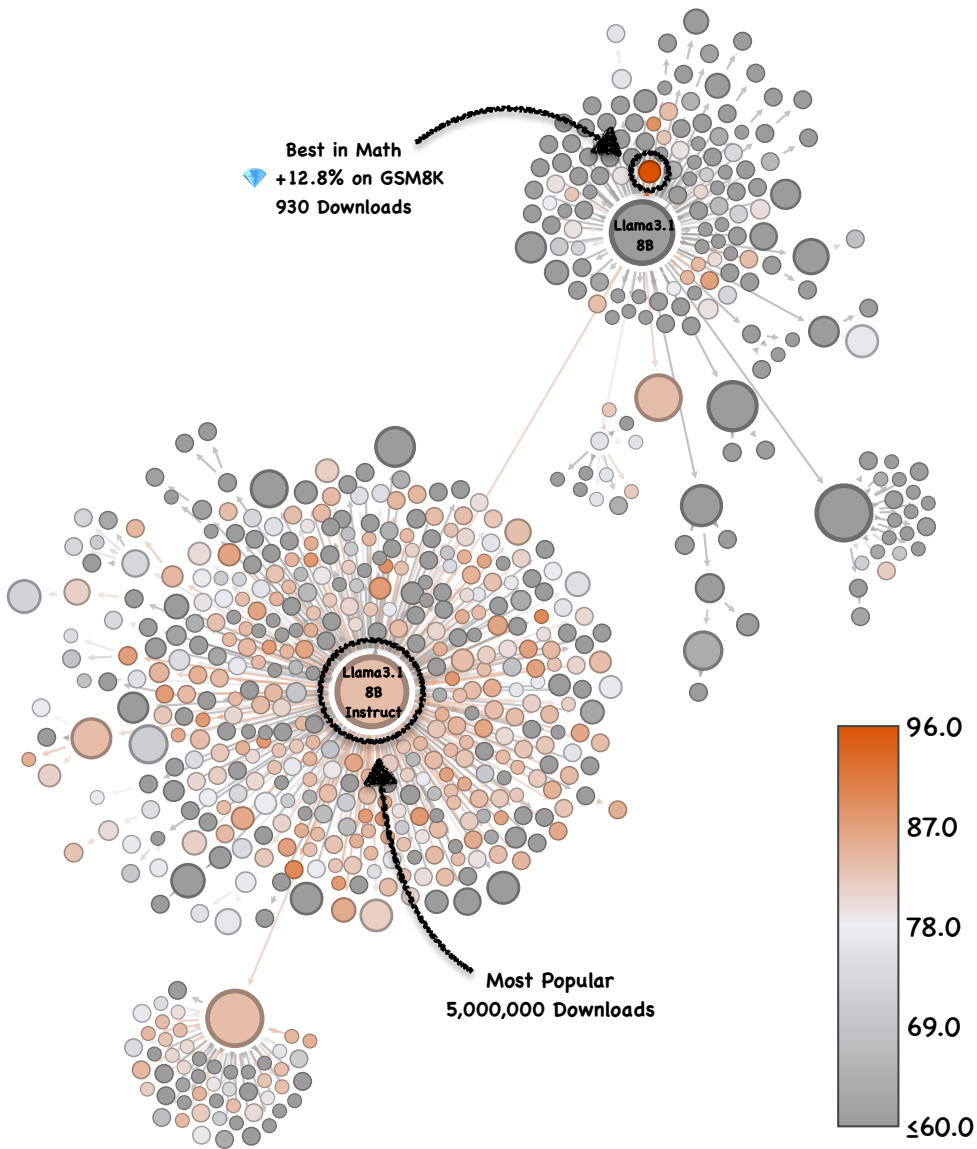 Best in Math
💎 +12.8% on GSM8K
930 Downloads
Llama3.1
8B
Llama3.1
8B
Instruct
Most Popular
5,000,000 Downloads
96.0
87.0
78.0
69.0
≤60.0